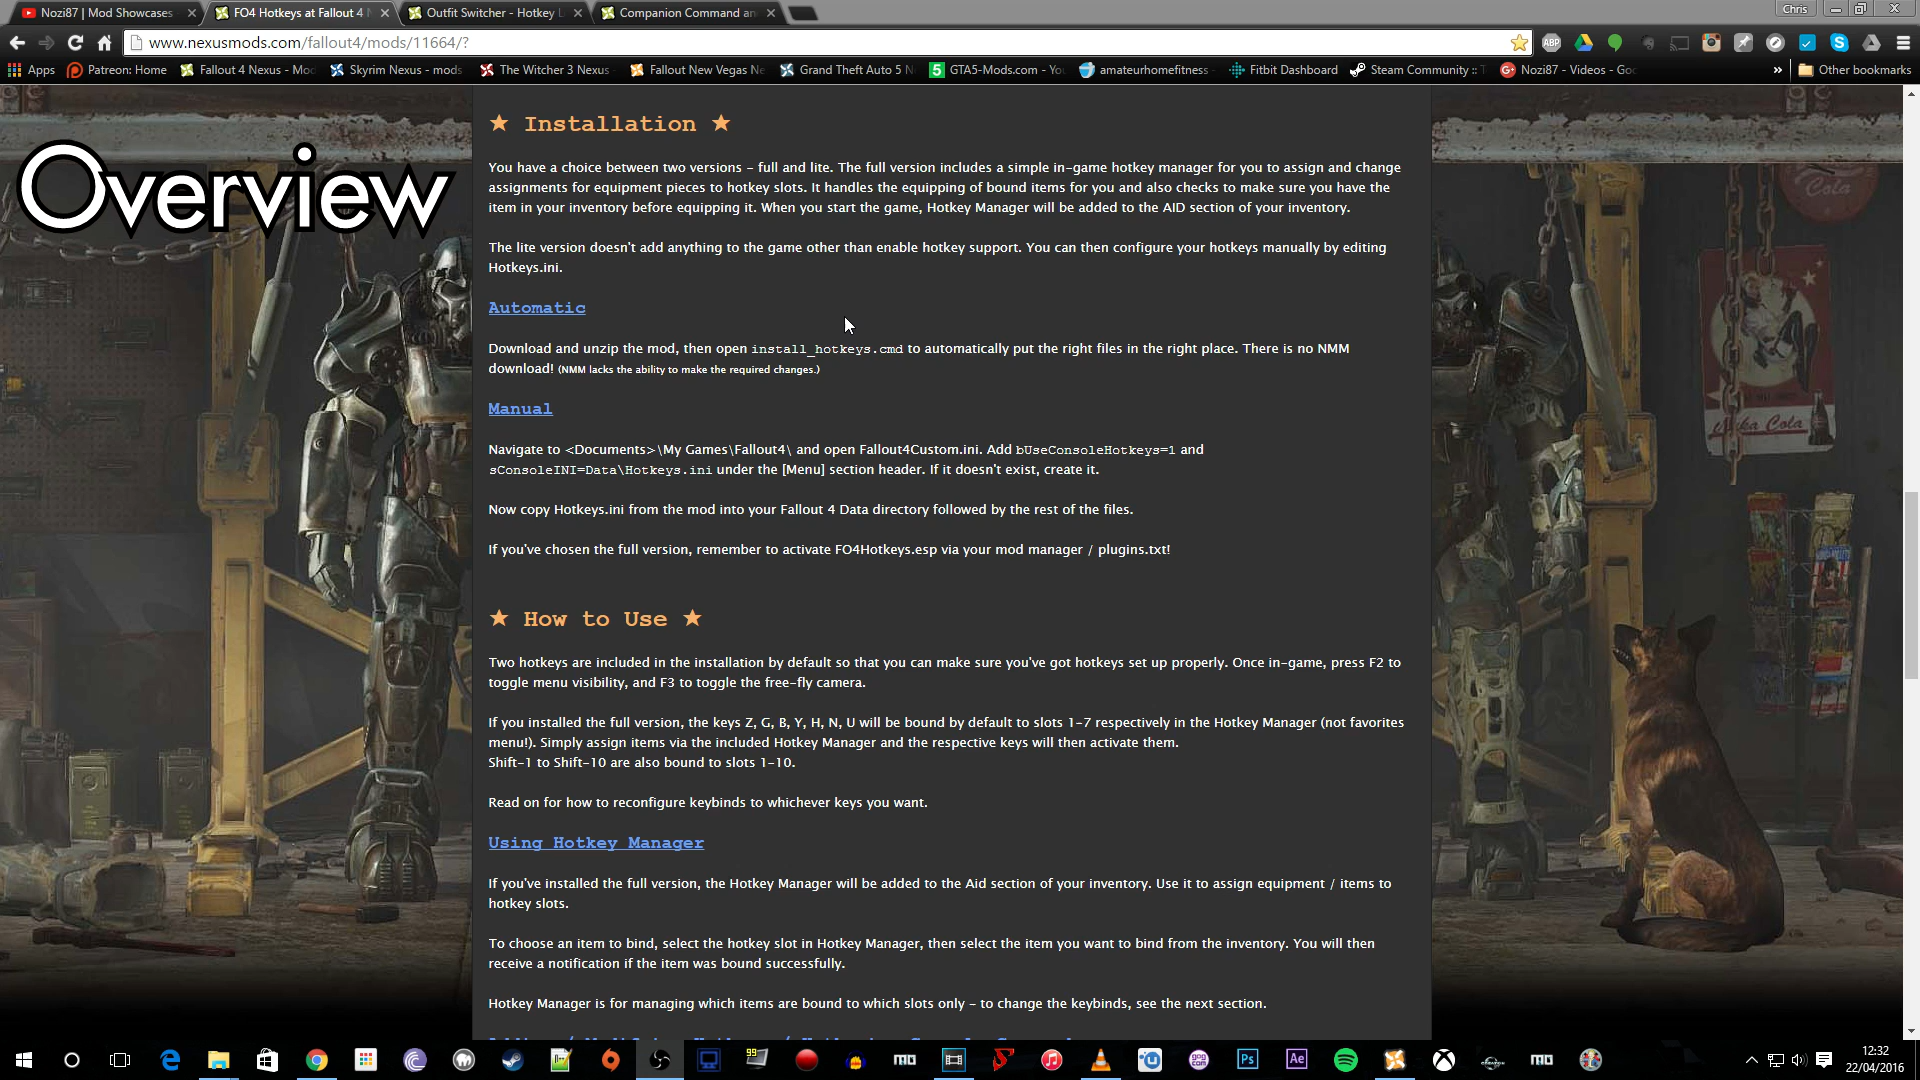 Nozi87 | Mod Showcases
FO4 Hotkeys at Fallout 4
Outfit Switcher - Hotkey
Companion Command an
Chris
www.nexusmods.com/fallout4/mods/11664/?
Apps
Patreon: Home
Fallout 4 Nexus - Mo
Skyrim Nexus - mods
The Witcher 3 Nexus
Fallout New Vegas Ne
Grand Theft Auto 5 N
GTA5-Mods.com - Yo
amateurhomefitness
Fitbit Dashboard
Steam Community ::
Nozi87 - Videos - Go
Other bookmarks
Overview
★ Installation ★
You have a choice between two versions - full and lite. The full version includes a simple in-game hotkey manager for you to assign and change
assignments for equipment pieces to hotkey slots. It handles the equipping of bound items for you and also checks to make sure you have the
item in your inventory before equipping it. When you start the game, Hotkey Manager will be added to the AID section of your inventory.
The lite version doesn't add anything to the game other than enable hotkey support. You can then configure your hotkeys manually by editing
Hotkeys.ini.
Automatic
Download and unzip the mod, then open install_hotkeys.cmd to automatically put the right files in the right place. There is no NMM
download! (NMM lacks the ability to make the required changes.)
Manual
Navigate to <Documents>\My Games\Fallout4\ and open Fallout4Custom.ini. Add bUseConsoleHotkeys=1 and
sConsoleINI=Data\Hotkeys.ini under the [Menu] section header. If it doesn't exist, create it.
Now copy Hotkeys.ini from the mod into your Fallout 4 Data directory followed by the rest of the files.
If you've chosen the full version, remember to activate FO4Hotkeys.esp via your mod manager / plugins.txt!
★ How to Use ★
Two hotkeys are included in the installation by default so that you can make sure you've got hotkeys set up properly. Once in-game, press F2 to
toggle menu visibility, and F3 to toggle the free-fly camera.
If you installed the full version, the keys Z, G, B, Y, H, N, U will be bound by default to slots 1-7 respectively in the Hotkey Manager (not favorites
menu!). Simply assign items via the included Hotkey Manager and the respective keys will then activate them.
Shift-1 to Shift-10 are also bound to slots 1-10.
Read on for how to reconfigure keybinds to whichever keys you want.
Using Hotkey Manager
If you've installed the full version, the Hotkey Manager will be added to the Aid section of your inventory. Use it to assign equipment / items to
hotkey slots.
To choose an item to bind, select the hotkey slot in Hotkey Manager, then select the item you want to bind from the inventory. You will then
receive a notification if the item was bound successfully.
Hotkey Manager is for managing which items are bound to which slots only - to change the keybinds, see the next section.
12:32
22/04/2016